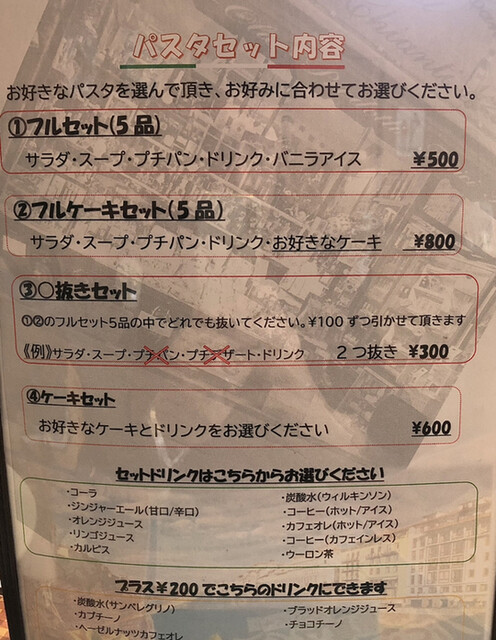 パスタセット内容
お好きなパスタを選んで頂き、お好みに合わせてお選びください。
①フルセット(5品)
サラダ・スープ・プチパン・ドリンク・バニラアイス ¥500
②フルケーキセット(5品)
サラダ・スープ・プチパン・ドリンク・お好きなケーキ ¥800
③○抜きセット
①②のフルセット5品の中でどれでも抜いてください。¥100ずつ引かせて頂きます
《例》サラダ・スープ・プチパン・プチデザート・ドリンク 2つ抜き ¥300
④ケーキセット
お好きなケーキとドリンクをお選びください ¥600
セットドリンクはこちらからお選びください
・コーラ
・ジンジャーエール(甘口/辛口)
・オレンジジュース
・リンゴジュース
・カルピス
・炭酸水(ウィルキンソン)
・コーヒー(ホット/アイス)
・カフェオレ(ホット/アイス)
・コーヒー(カフェインレス)
・ウーロン茶
プラス¥200でこちらのドリンクにできます
・炭酸水(サンペレグリノ)
・カプチーノ
・ヘーゼルナッツカフェオレ
・ブラッドオレンジジュース
・チョコチーノ